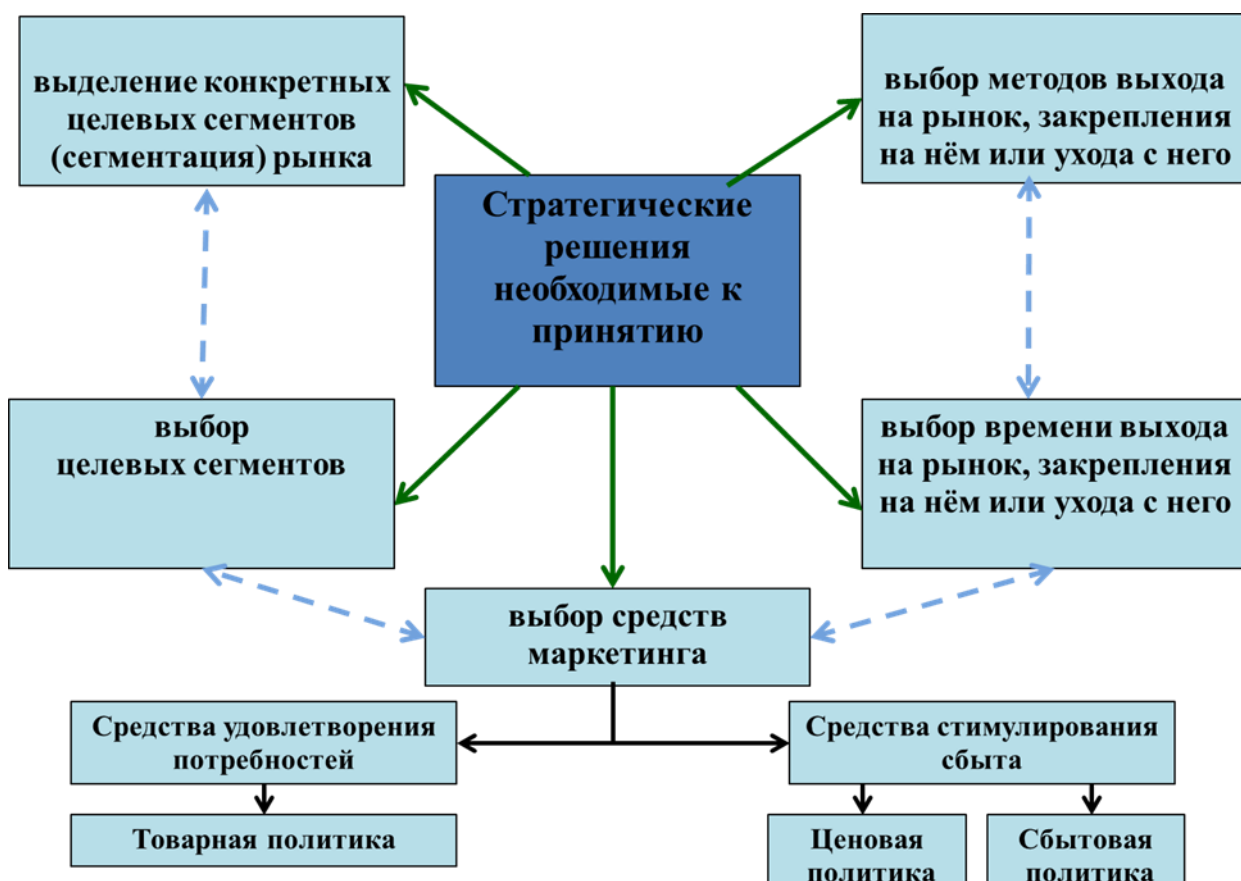 выделение конкретных
целевых сегментов
(сегментация) рынка
выбор методов выхода
на рынок, закрепления
на нём или ухода с него
Стратегические
решения
необходимые к
принятию
выбор
целевых сегментов
выбор времени выхода
на рынок, закрепления
на нём или ухода с него
выбор средств
маркетинга
Средства удовлетворения
потребностей
Средства стимулирования
сбыта
Товарная политика
Ценовая
политика
Сбытовая
политика